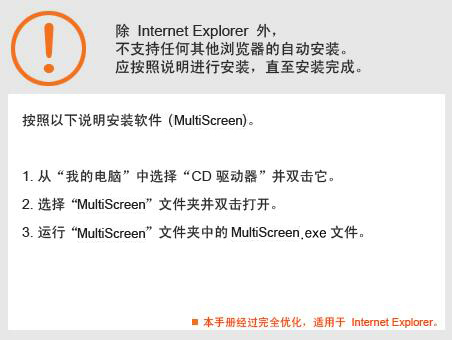 除 Internet Explorer 外，
不支持任何其他浏览器的自动安装。
应按照说明进行安装，直至安装完成。
按照以下说明安装软件 (MultiScreen)。
1. 从“我的电脑”中选择“CD 驱动器”并双击它。
2. 选择“MultiScreen”文件夹并双击打开。
3. 运行“MultiScreen”文件夹中的 MultiScreen.exe 文件。
■ 本手册经过完全优化，适用于 Internet Explorer。